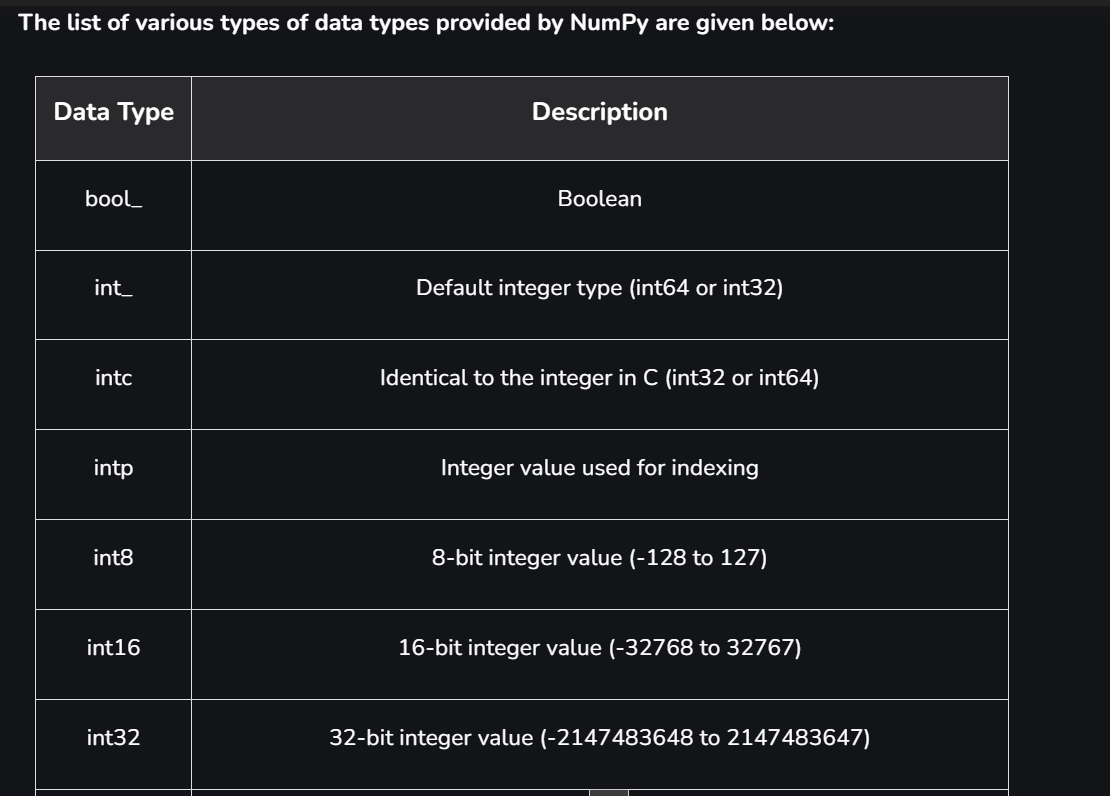 The list of various types of data types provided by NumPy are given below:
Data Type Description
bool_ Boolean
int_ Default integer type (int64 or int32)
intc Identical to the integer in C (int32 or int64)
intp Integer value used for indexing
int8 8-bit integer value (-128 to 127)
int16 16-bit integer value (-32768 to 32767)
int32 32-bit integer value (-2147483648 to 2147483647)